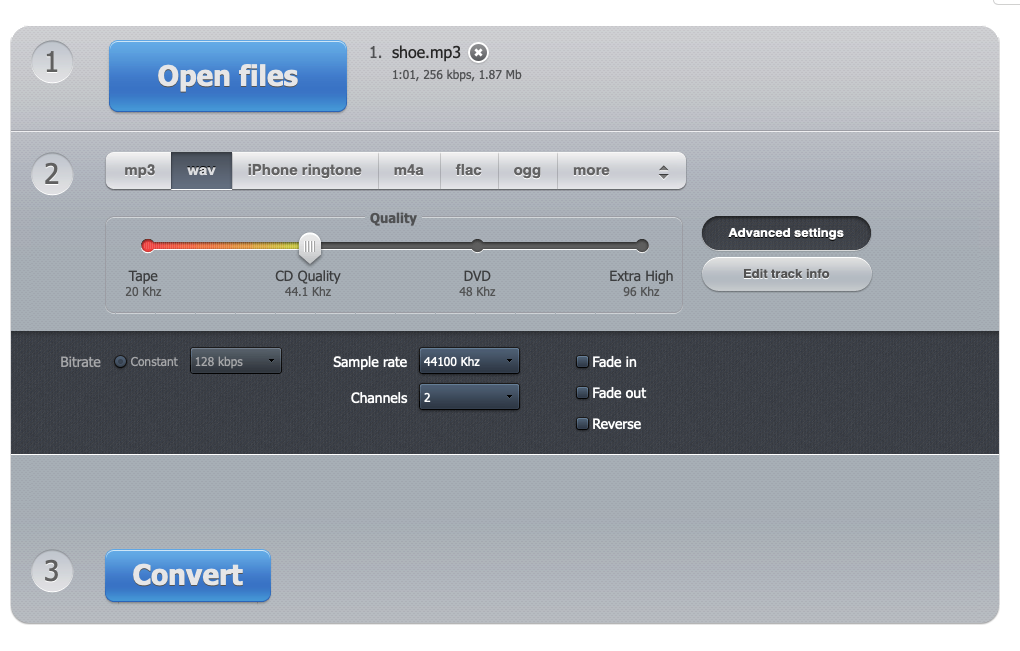 1
Open files
1. shoe.mp3
1:01, 256 kbps, 1.87 Mb
2
mp3 wav iPhone ringtone m4a flac ogg more
Quality
Tape CD Quality DVD Extra High
20 Khz 44.1 Khz 48 Khz 96 Khz
Advanced settings
Edit track info
Bitrate Constant 128 kbps Sample rate 44100 Khz Fade in
Channels 2 Fade out
Reverse
3
Convert